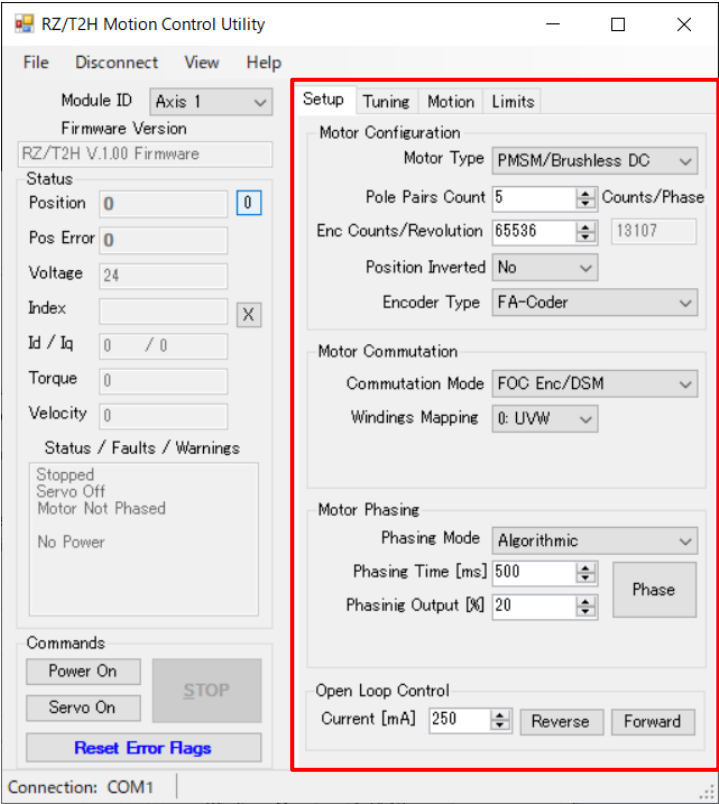 RZ/T2H Motion Control Utility
File Disconnect View Help
Module ID Axis 1
Firmware Version
RZ/T2H V.1.00 Firmware
Status
Position 0 0
Pos Error 0
Voltage 24
Index X
Id / Iq 0 / 0
Torque 0
Velocity 0
Status / Faults / Warnings
Stopped
Servo Off
Motor Not Phased
No Power
Commands
Power On
STOP
Servo On
Reset Error Flags
Setup Tuning Motion Limits
Motor Configuration
Motor Type PMSM/Brushless DC
Pole Pairs Count 5 Counts/Phase
Enc Counts/Revolution 65536 13107
Position Inverted No
Encoder Type FA-Coder
Motor Commutation
Commutation Mode FOC Enc/DSM
Windings Mapping 0: UVW
Motor Phasing
Phasing Mode Algorithmic
Phasing Time [ms] 500
Phase
Phasinig Output [%] 20
Open Loop Control
Current [mA] 250 Reverse Forward
Connection: COM1